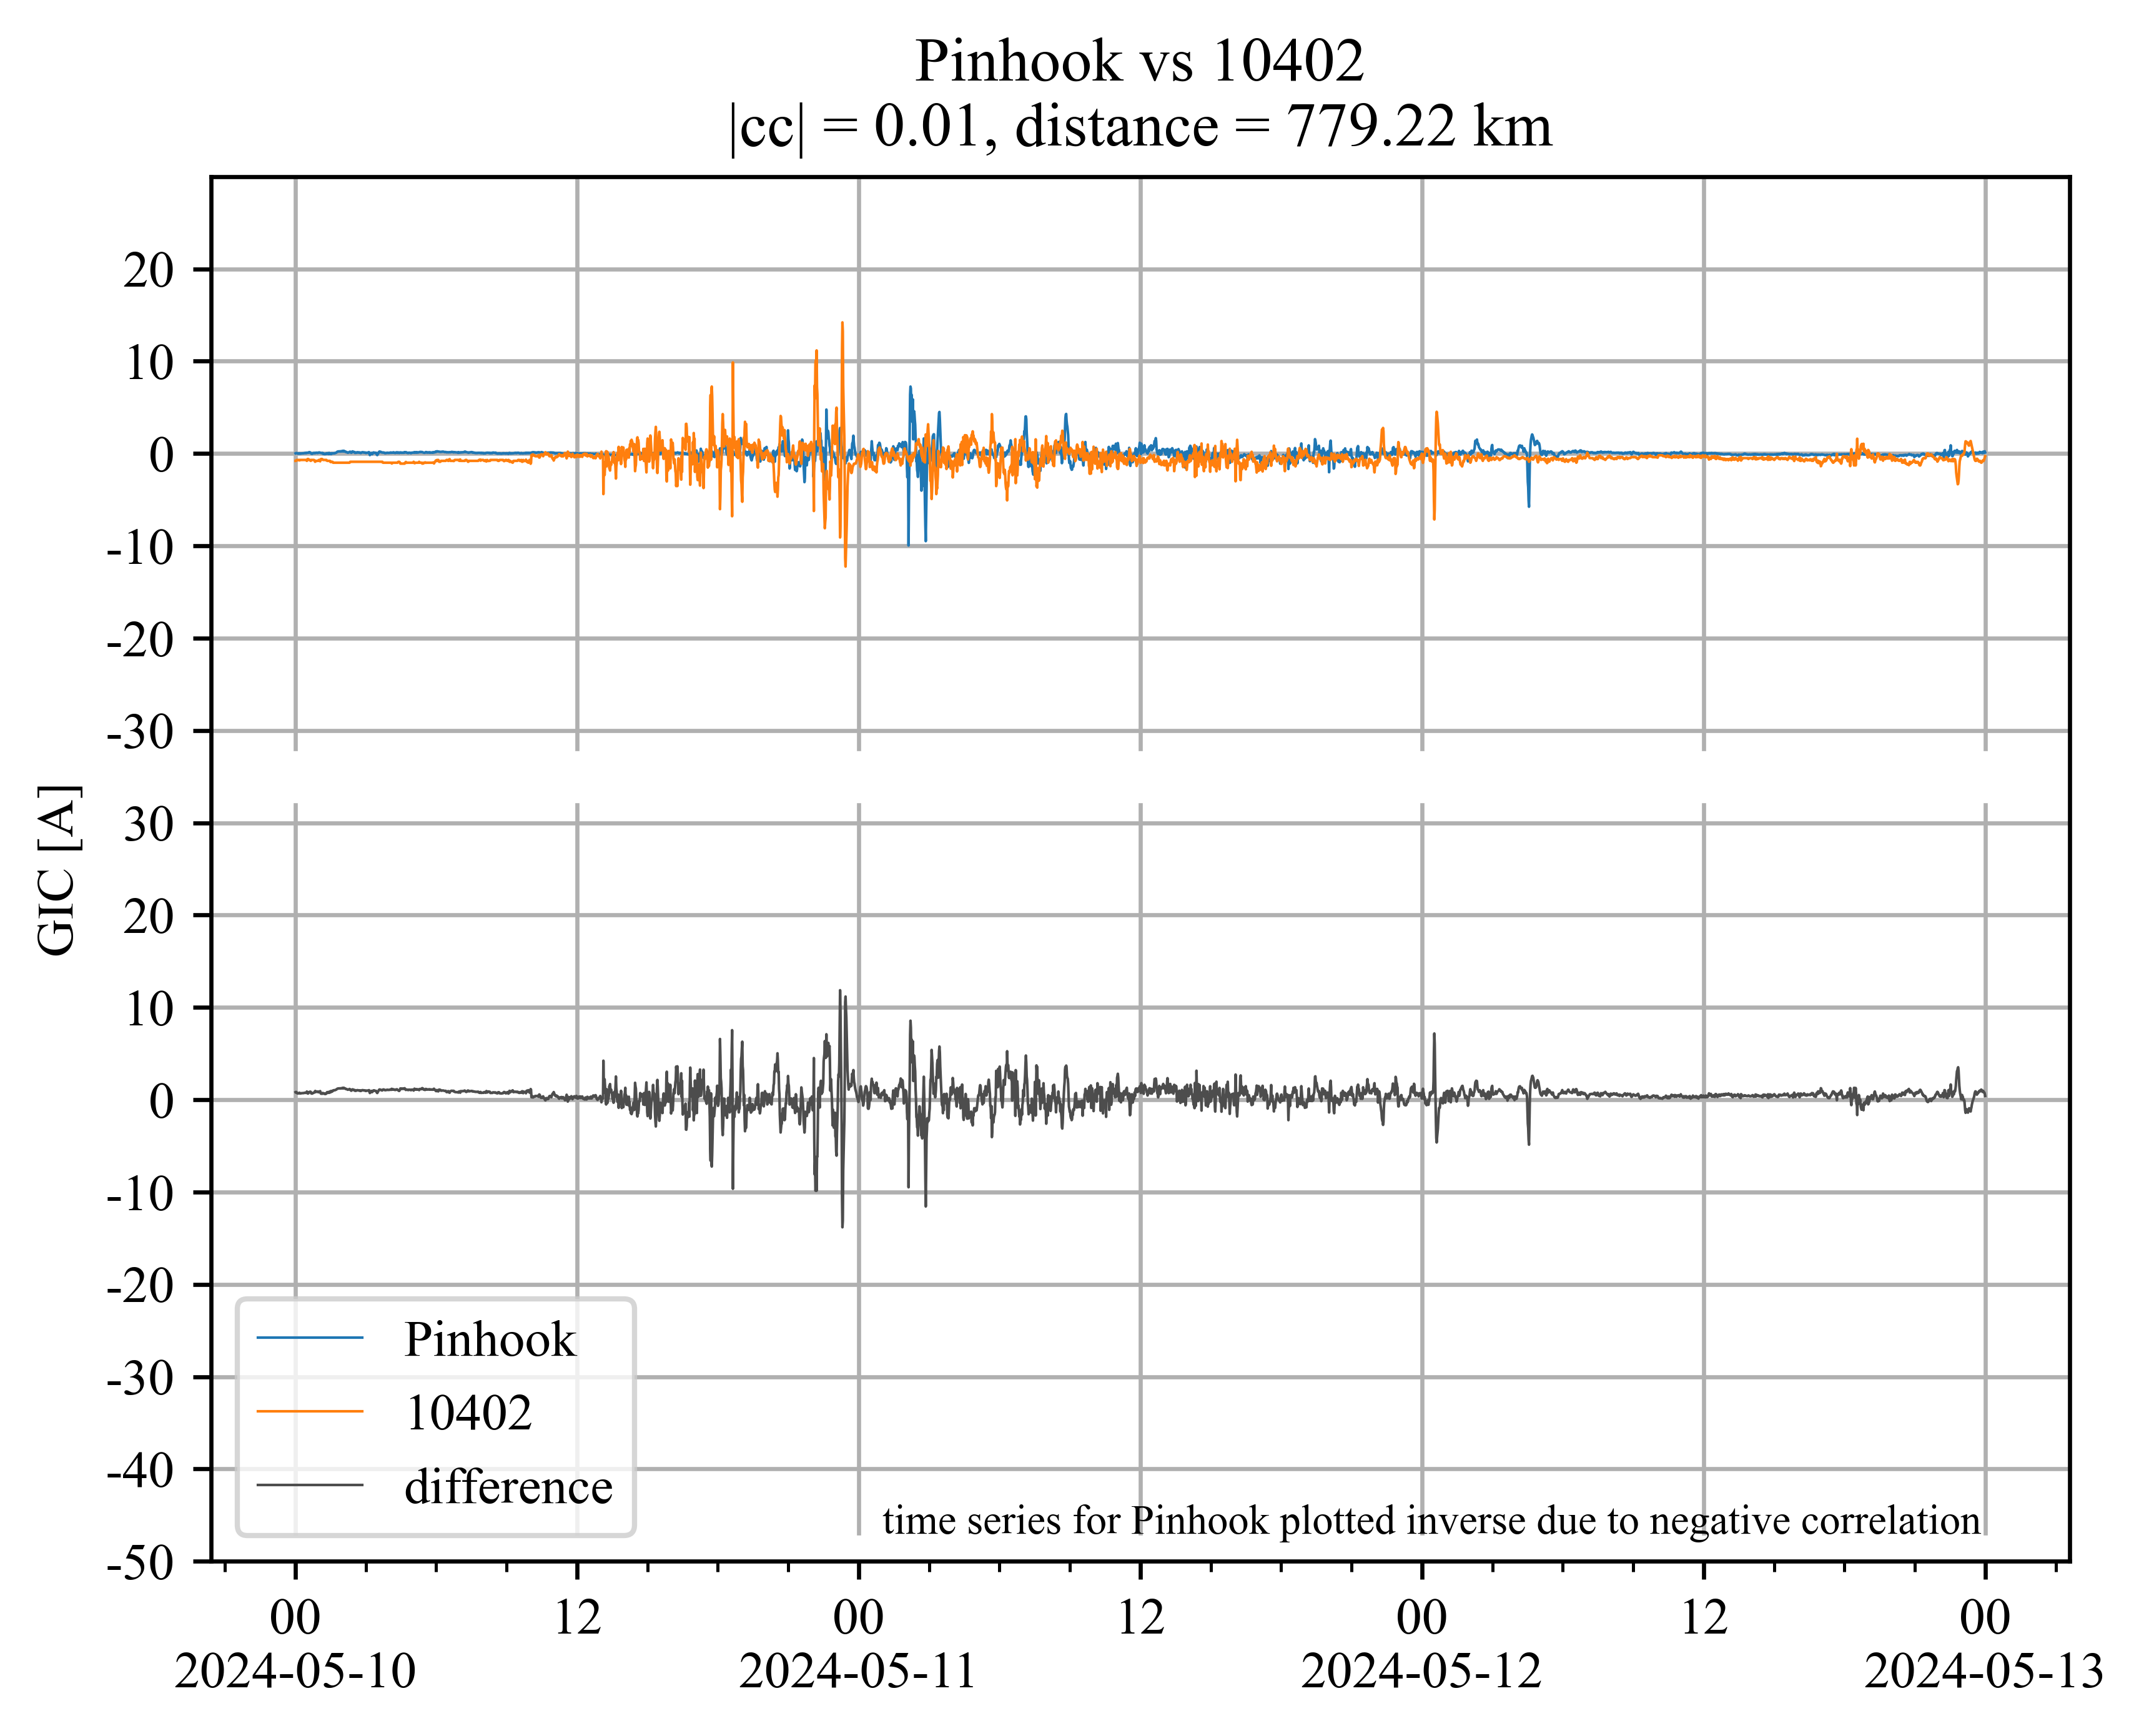 Pinhook vs 10402
|cc| = 0.01, distance = 779.22 km
20
10
0
-10
-20
-30
30
20
10
0
-10
-20
-30
-40
-50
GIC [A]
Pinhook
10402
difference
time series for Pinhook plotted inverse due to negative correlation
00 12 00 12 00 12 00
2024-05-10 2024-05-11 2024-05-12 2024-05-13